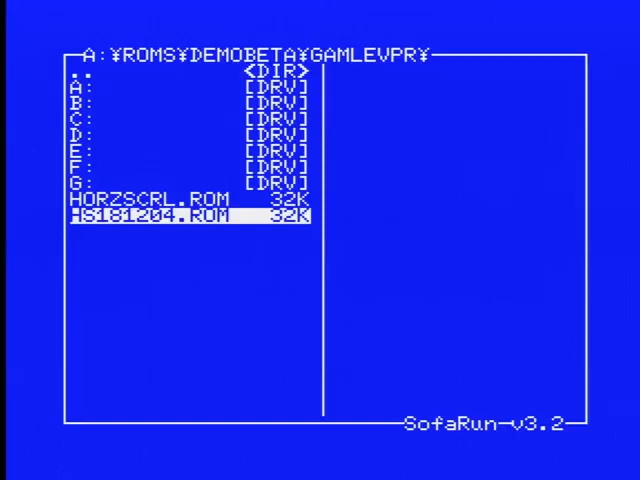 A:¥ROMS¥DEMOBETA¥GAMLEVPR¥
.. <DIR>
A: [DRV]
B: [DRV]
C: [DRV]
D: [DRV]
E: [DRV]
F: [DRV]
G: [DRV]
HORZSCRL.ROM 32K
HS181204.ROM 32K
SofaRun-v3.2